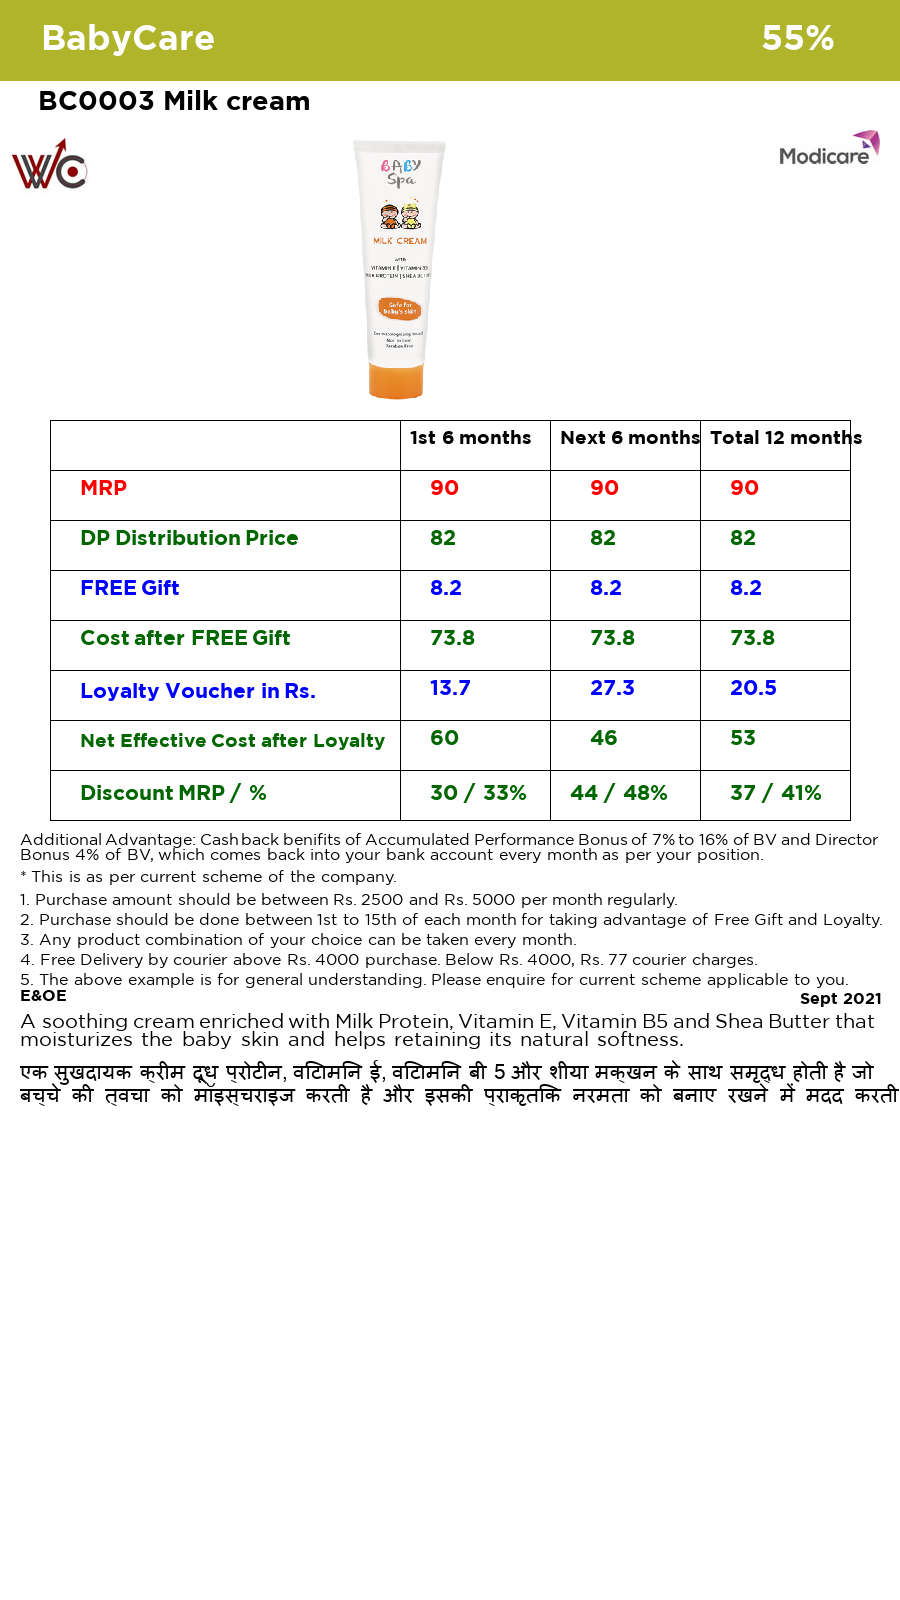 BabyCare 55%
BC0003 Milk cream
WC
Modicare
BABY
Spa
MILK CREAM
WITH
VITAMIN E | VITAMIN B5
Safe for
baby's skin
1st 6 months Next 6 months Total 12 months
MRP 90 90 90
DP Distribution Price 82 82 82
FREE Gift 8.2 8.2 8.2
Cost after FREE Gift 73.8 73.8 73.8
Loyalty Voucher in Rs. 13.7 27.3 20.5
Net Effective Cost after Loyalty 60 46 53
Discount MRP / % 30 / 33% 44 / 48% 37 / 41%
Additional Advantage: Cashback benifits of Accumulated Performance Bonus of 7% to 16% of BV and Director
Bonus 4% of BV, which comes back into your bank account every month as per your position.
* This is as per current scheme of the company.
1. Purchase amount should be between Rs. 2500 and Rs. 5000 per month regularly.
2. Purchase should be done between 1st to 15th of each month for taking advantage of Free Gift and Loyalty.
3. Any product combination of your choice can be taken every month.
4. Free Delivery by courier above Rs. 4000 purchase. Below Rs. 4000, Rs. 77 courier charges.
5. The above example is for general understanding. Please enquire for current scheme applicable to you.
E&OE Sept 2021
A soothing cream enriched with Milk Protein, Vitamin E, Vitamin B5 and Shea Butter that
moisturizes the baby skin and helps retaining its natural softness.
एक सुखदायक क्रीम दूध प्रोटीन, विटामिन ई, विटामिन बी 5 और शीया मक्खन के साथ समृद्ध होती है जो
बच्चे की त्वचा को मॉइस्चराइज करती है और इसकी प्राकृतिक नरमता को बनाए रखने में मदद करती